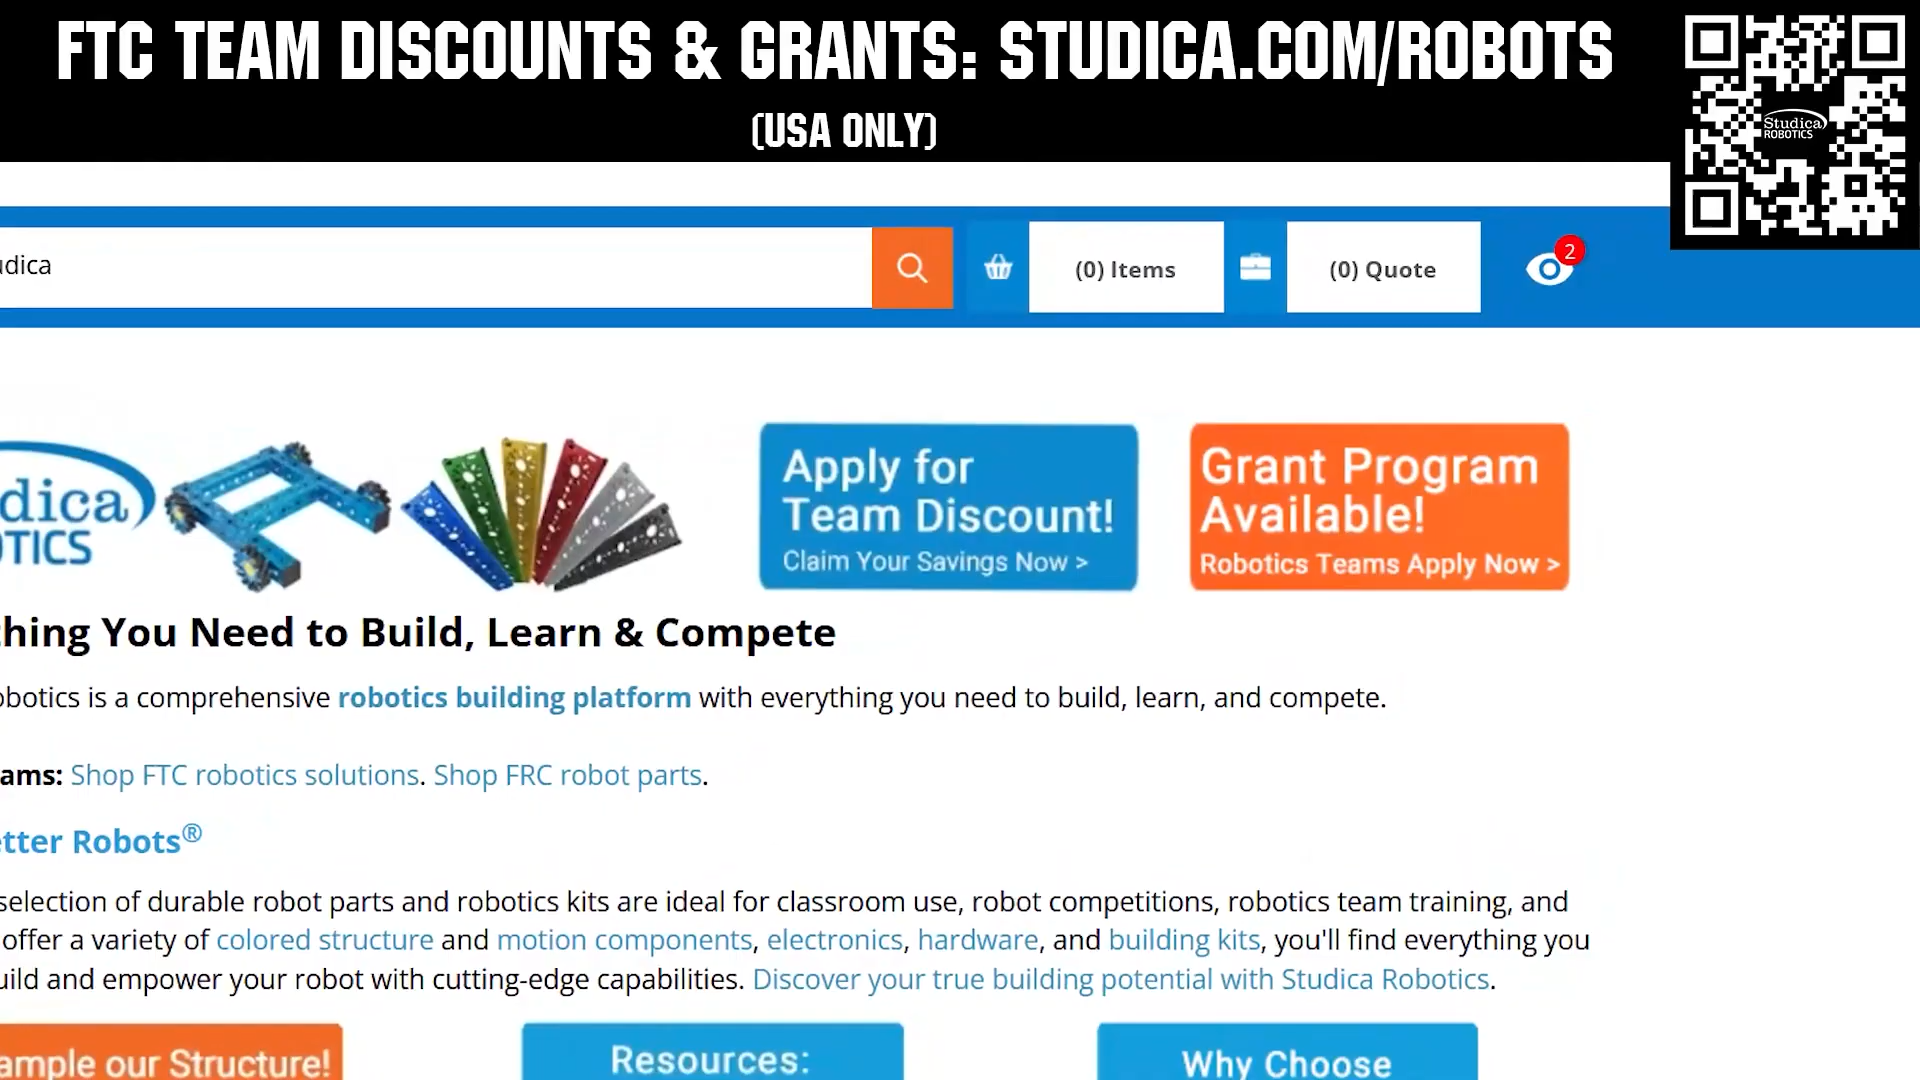 FTC TEAM DISCOUNTS & GRANTS: STUDICA.COM/ROBOTS
(USA ONLY)
Studica
ROBOTICS
udica
(0) Items
(0) Quote
2
dica
OTICS
Apply for
Team Discount!
Claim Your Savings Now >
Grant Program
Available!
Robotics Teams Apply Now >
thing You Need to Build, Learn & Compete
obotics is a comprehensive robotics building platform with everything you need to build, learn, and compete.
ams: Shop FTC robotics solutions. Shop FRC robot parts.
etter Robots®
selection of durable robot parts and robotics kits are ideal for classroom use, robot competitions, robotics team training, and
offer a variety of colored structure and motion components, electronics, hardware, and building kits, you'll find everything you
uild and empower your robot with cutting-edge capabilities. Discover your true building potential with Studica Robotics.
ample our Structure!
Resources:
Why Choose